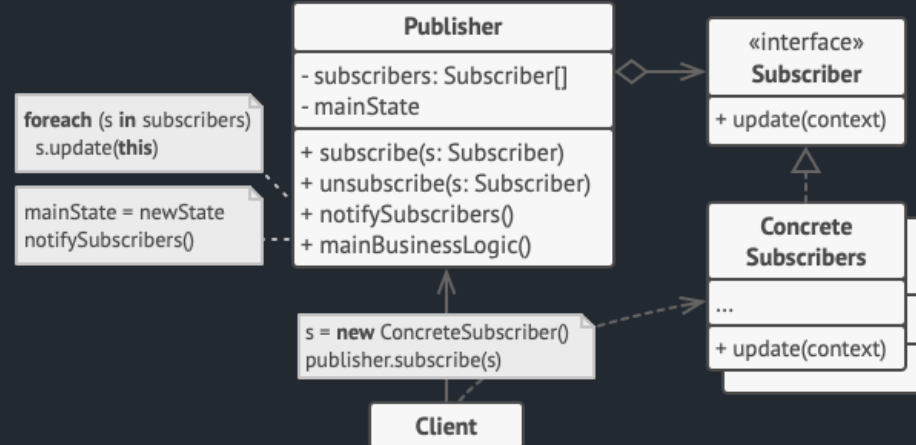 Publisher
- subscribers: Subscriber[]
- mainState
+ subscribe(s: Subscriber)
+ unsubscribe(s: Subscriber)
+ notifySubscribers()
+ mainBusinessLogic()
«interface»
Subscriber
+ update(context)
foreach (s in subscribers)
s.update(this)
mainState = newState
notifySubscribers()
Concrete
Subscribers
...
+ update(context)
s = new ConcreteSubscriber()
publisher.subscribe(s)
Client